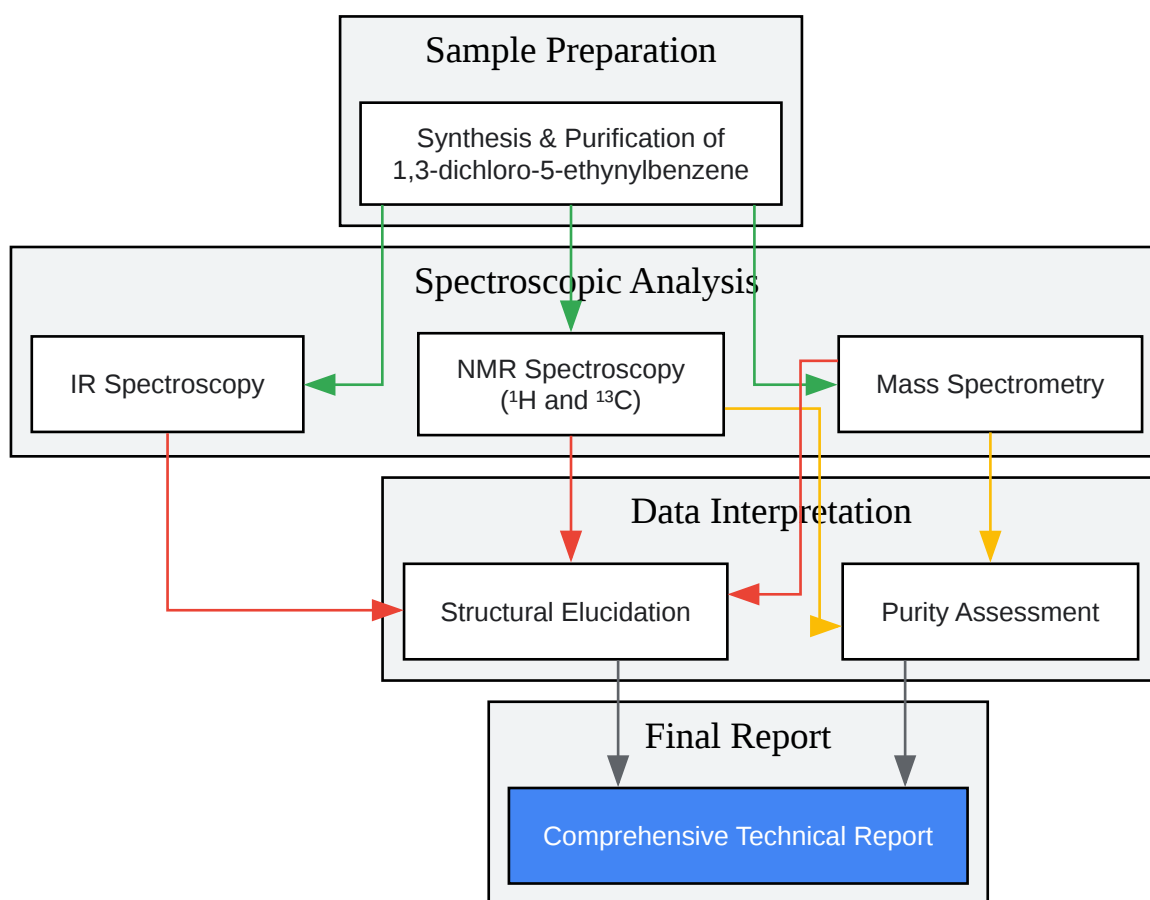 Sample Preparation
Synthesis & Purification of
1,3-dichloro-5-ethynylbenzene
Spectroscopic Analysis
IR Spectroscopy
NMR Spectroscopy
(¹H and ¹³C)
Mass Spectrometry
Data Interpretation
Structural Elucidation
Purity Assessment
Final Report
Comprehensive Technical Report